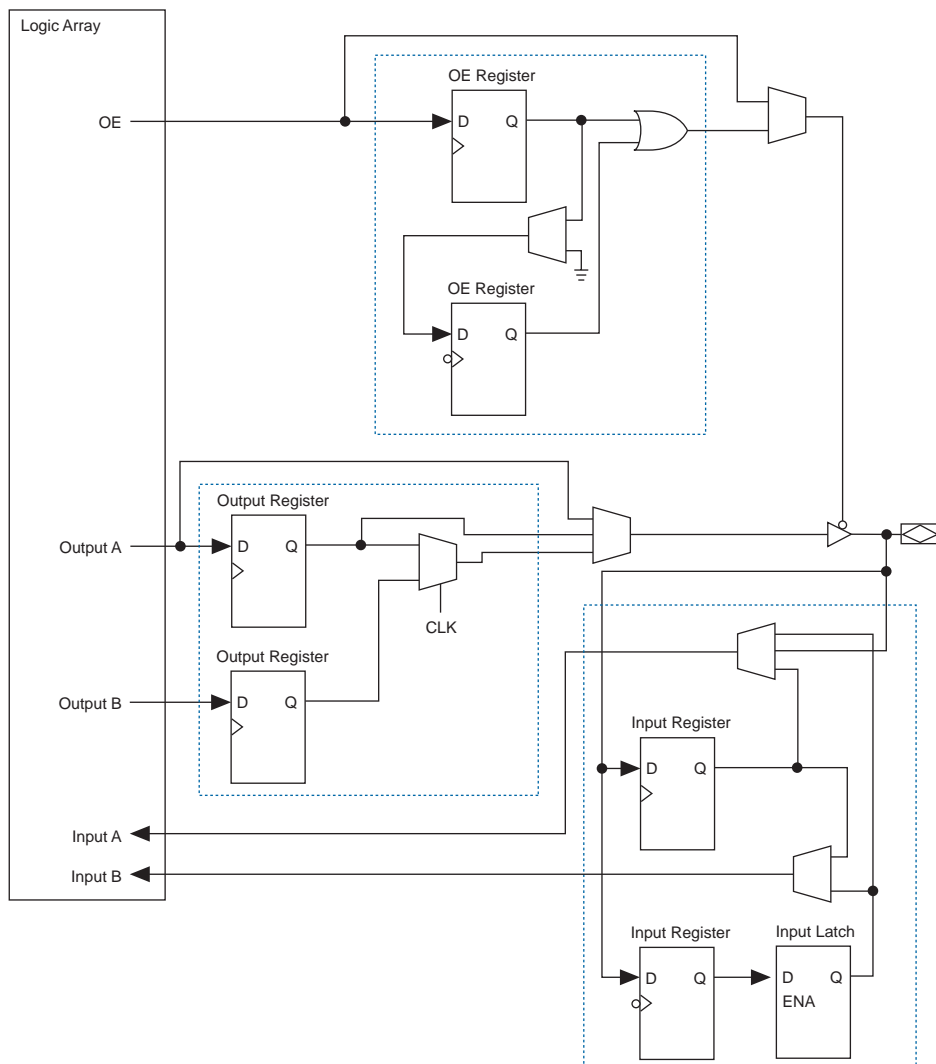 Logic Array
OE Register
OE
D Q
OE Register
D Q
Output Register
Output A
D Q
CLK
Output Register
Output B
D Q
Input Register
D Q
Input A
Input B
Input Register
Input Latch
D Q
D Q
ENA